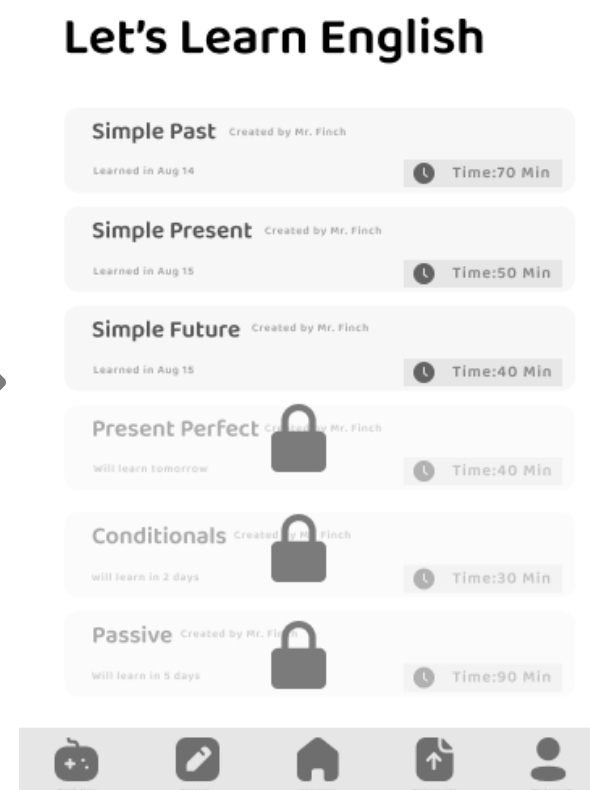 Let's Learn English
Simple Past Created by Mr. Finch
Learned in Aug 14
Time:70 Min
Simple Present Created by Mr. Finch
Learned in Aug 15
Time:50 Min
Simple Future Created by Mr. Finch
Learned in Aug 15
Time:40 Min
Present Perfect by Mr. Finch
Will learn tomorrow
Time:40 Min
Conditionals Created Finch
will learn in 2 days
Time:30 Min
Passive Created by Mr.
Will learn in 5 days
Time:90 Min